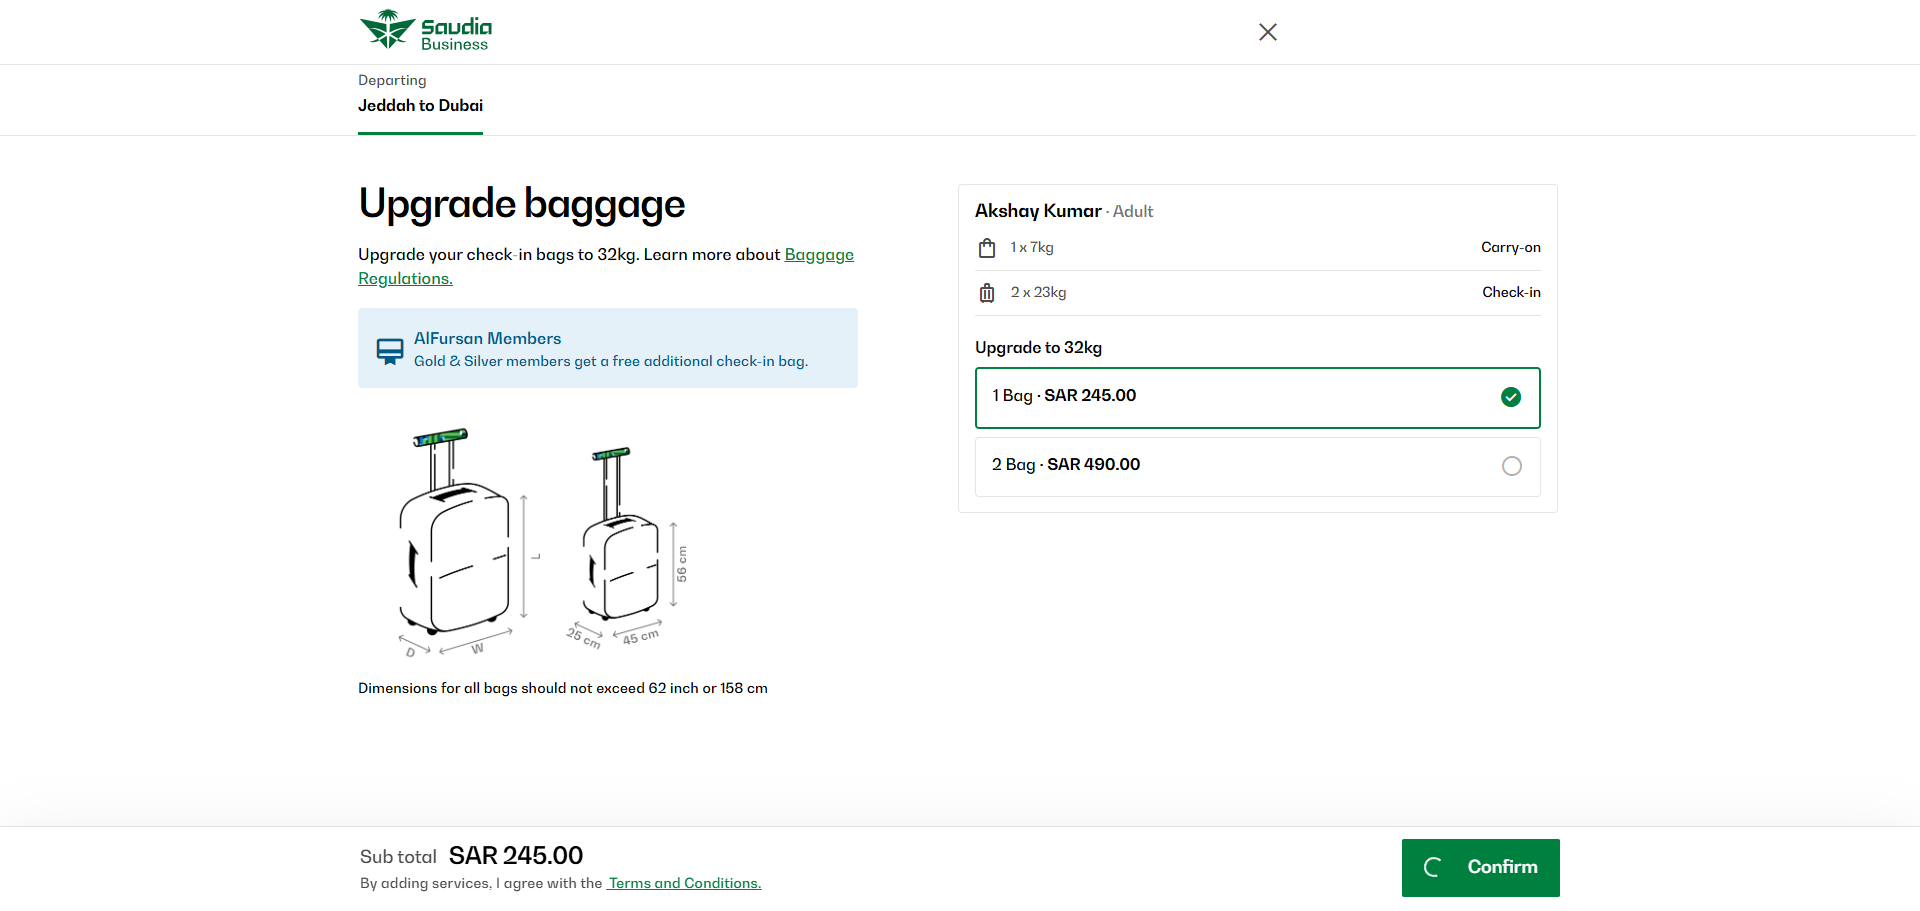 Saudia
Business
Departing
Jeddah to Dubai
Upgrade baggage
Upgrade your check-in bags to 32kg. Learn more about Baggage
Regulations.
AlFursan Members
Gold & Silver members get a free additional check-in bag.
L
D
W
56 cm
25 cm
45 cm
Dimensions for all bags should not exceed 62 inch or 158 cm
Akshay Kumar · Adult
1 x 7kg
Carry-on
2 x 23kg
Check-in
Upgrade to 32kg
1 Bag · SAR 245.00
2 Bag · SAR 490.00
Sub total SAR 245.00
By adding services, I agree with the Terms and Conditions.
Confirm